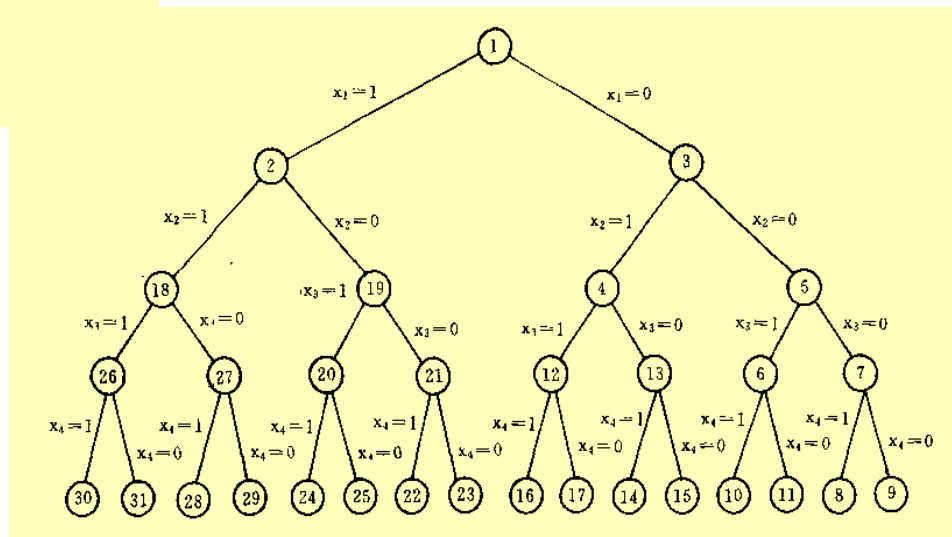 1
x₁=1 x₁=0
2 3
x₂=1 x₂=0 x₂=1 x₂=0
18 x₃=1 19 4 5
x₃=1 =0 x₃=0 x₃=1 x₃=0 x₃=1 x₃=0
26 27 20 21 12 13 6 7
x₄=1 x₄=1 x₄=1 x₄=1 x₄=1 x₄=1 x₄=1 x₄=1
x₄=0 x₄=0 x₄=0 x₄=0 x₄=0 x₄=0 x₄=0 x₄=0
30 31 28 29 24 25 22 23 16 17 14 15 10 11 8 9